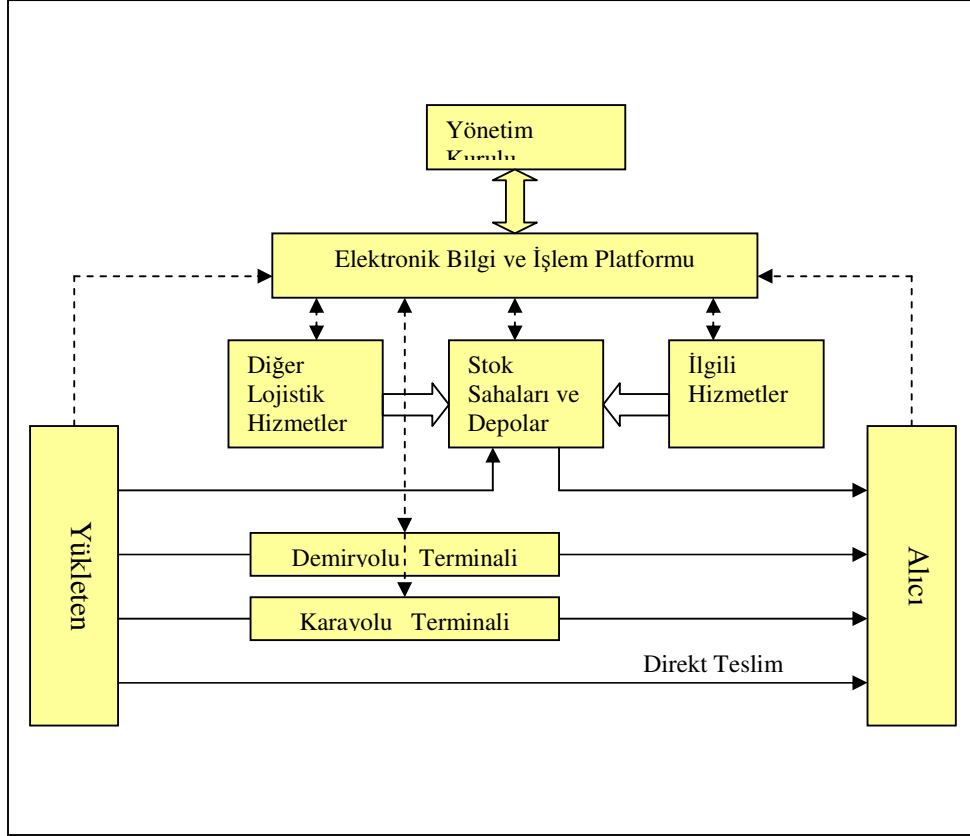 Yönetim
Kurulu
Elektronik Bilgi ve İşlem Platformu
Diğer
Lojistik
Hizmetler
Stok
Sahaları ve
Depolar
İlgili
Hizmetler
Yükleten
Alıcı
Demiryolu Terminali
Karayolu Terminali
Direkt Teslim